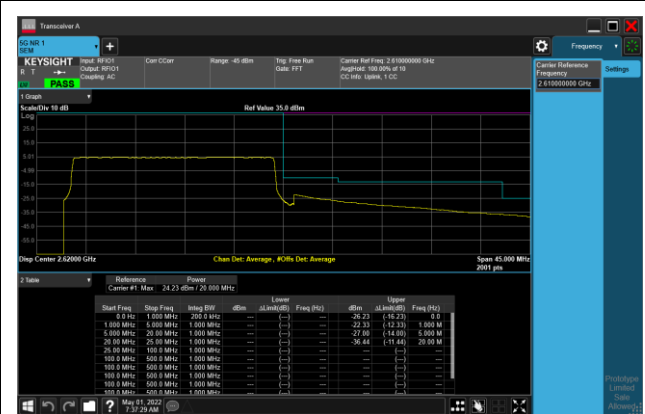 Transceiver A
5G NR 1
SEM
Frequency
KEYSIGHT
R T
PASS
Input: RFIO1
Output: RFIO1
Coupling: AC
Corr CCorr
Range: -45 dBm
Trig: Free Run
Gate: FFT
Carrier Ref Freq: 2.610000000 GHz
Avg|Hold: 100.00% of 10
CC Info: Uplink, 1 CC
Carrier Reference Frequency
2.610000000 GHz
Settings
1 Graph
Scale/Div 10 dB
Ref Value 35.0 dBm
Log
25.0
15.0
5.01
-4.99
-15.0
-25.0
-35.0
-45.0
-55.0
Disp Center 2.62000 GHz
Chan Det: Average, #Offs Det: Average
Span 45.000 MHz
2001 pts
2 Table
Reference Power
Carrier #1: Max 24.23 dBm / 20.000 MHz
Lower Upper
Start Freq Stop Freq Integ BW dBm ΔLimit(dB) Freq (Hz) dBm ΔLimit(dB) Freq (Hz)
0.0 Hz 1.000 MHz 200.0 kHz --- (---) --- -26.23 (-16.23) 0.0
1.000 MHz 5.000 MHz 1.000 MHz --- (---) --- -22.33 (-12.33) 1.000 M
5.000 MHz 20.00 MHz 1.000 MHz --- (---) --- -27.00 (-14.00) 5.000 M
20.00 MHz 25.00 MHz 1.000 MHz --- (---) --- -36.44 (-11.44) 20.00 M
25.00 MHz 100.0 MHz 1.000 MHz --- (---) --- --- (---) ---
100.0 MHz 500.0 MHz 1.000 MHz --- (---) --- --- (---) ---
100.0 MHz 500.0 MHz 1.000 MHz --- (---) --- --- (---) ---
100.0 MHz 500.0 MHz 1.000 MHz --- (---) --- --- (---) ---
100.0 MHz 500.0 MHz 1.000 MHz --- (---) --- --- (---) ---
May 01, 2022
7:37:29 AM
Prototype
Limited
Sale
Allowed